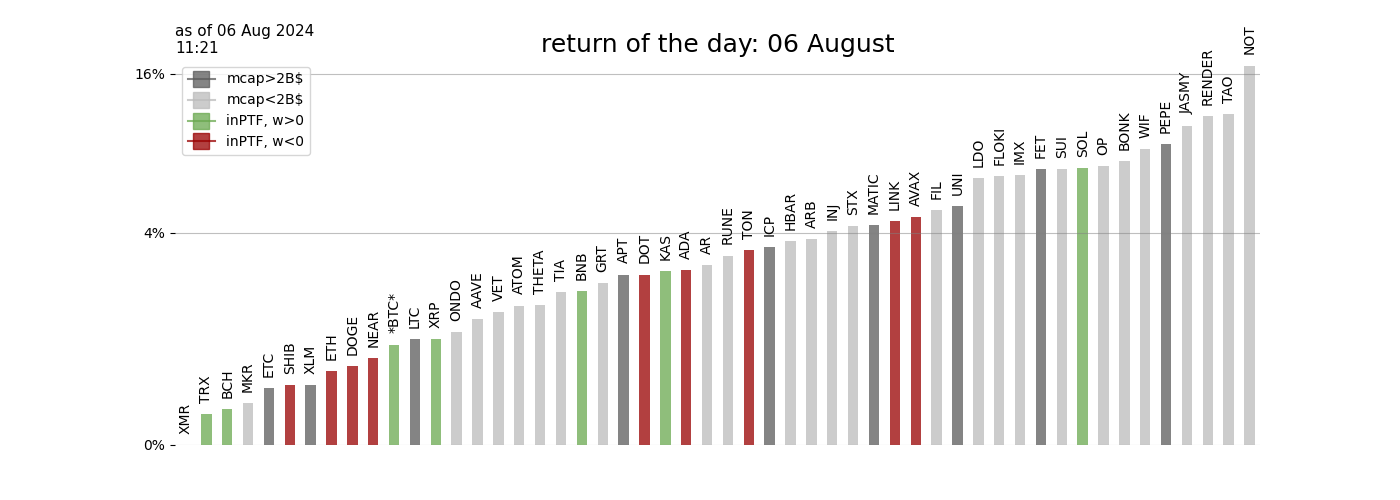 as of 06 Aug 2024
11:21
return of the day: 06 August
16%
4%
0%
mcap>2B$
mcap<2B$
inPTF, w>0
inPTF, w<0
XMR
TRX
BCH
MKR
ETC
SHIB
XLM
ETH
DOGE
NEAR
*BTC*
LTC
XRP
ONDO
AAVE
VET
ATOM
THETA
TIA
BNB
GRT
APT
DOT
KAS
ADA
AR
RUNE
TON
ICP
HBAR
ARB
INJ
STX
MATIC
LINK
AVAX
FIL
UNI
LDO
FLOKI
IMX
FET
SUI
SOL
OP
BONK
WIF
PEPE
JASMY
RENDER
TAO
NOT